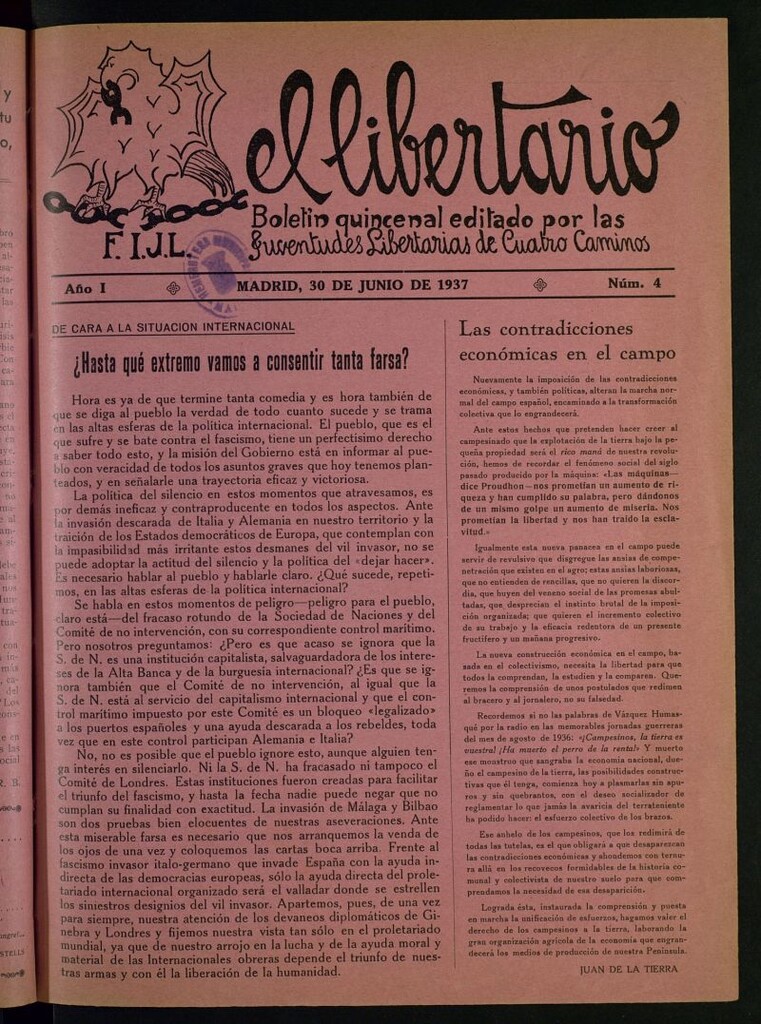 el libertario
F.I.J.L.
Boletín quincenal editado por las
Juventudes Libertarias de Cuatro Caminos
Año I
MADRID, 30 DE JUNIO DE 1937
Núm. 4
DE CARA A LA SITUACION INTERNACIONAL
¿Hasta qué extremo vamos a consentir tanta farsa?
Hora es ya de que termine tanta comedia y es hora también de
que se diga al pueblo la verdad de todo cuanto sucede y se trama
en las altas esferas de la política internacional. El pueblo, que es el
que sufre y se bate contra el fascismo, tiene un perfectísimo derecho
a saber todo esto, y la misión del Gobierno está en informar al pue-
blo con veracidad de todos los asuntos graves que hoy tenemos plan-
teados, y en señalarle una trayectoria eficaz y victoriosa.
La política del silencio en estos momentos que atravesamos, es
por demás ineficaz y contraproducente en todos los aspectos. Ante
la invasión descarada de Italia y Alemania en nuestro territorio y la
traición de los Estados democráticos de Europa, que contemplan con
la impasibilidad más irritante estos desmanes del vil invasor, no se
puede adoptar la actitud del silencio y la política del «dejar hacer».
Es necesario hablar al pueblo y hablarle claro. ¿Qué sucede, repeti-
mos, en las altas esferas de la política internacional?
Se habla en estos momentos de peligro—peligro para el pueblo,
claro está—del fracaso rotundo de la Sociedad de Naciones y del
Comité de no intervención, con su correspondiente control marítimo.
Pero nosotros preguntamos: ¿Pero es que acaso se ignora que la
S. de N. es una institución capitalista, salvaguardadora de los intere-
ses de la Alta Banca y de la burguesía internacional? ¿Es que se ig-
nora también que el Comité de no intervención, al igual que la
S. de N. está al servicio del capitalismo internacional y que el con-
trol marítimo impuesto por este Comité es un bloqueo «legalizado»
a los puertos españoles y una ayuda descarada a los rebeldes, toda
vez que en este control participan Alemania e Italia?
No, no es posible que el pueblo ignore esto, aunque alguien ten-
ga interés en silenciarlo. Ni la S. de N. ha fracasado ni tampoco el
Comité de Londres. Estas instituciones fueron creadas para facilitar
el triunfo del fascismo, y hasta la fecha nadie puede negar que no
cumplan su finalidad con exactitud. La invasión de Málaga y Bilbao
son dos pruebas bien elocuentes de nuestras aseveraciones. Ante
esta miserable farsa es necesario que nos arranquemos la venda de
los ojos de una vez y coloquemos las cartas boca arriba. Frente al
fascismo invasor ítalo-germano que invade España con la ayuda in-
directa de las democracias europeas, sólo la ayuda directa del prole-
tariado internacional organizado será el valladar donde se estrellen
los siniestros designios del vil invasor. Apartemos, pues, de una vez
para siempre, nuestra atención de los devaneos diplomáticos de Gi-
nebra y Londres y fijemos nuestra vista tan sólo en el proletariado
mundial, ya que de nuestro arrojo en la lucha y de la ayuda moral y
material de las Internacionales obreras depende el triunfo de nues-
tras armas y con él la liberación de la humanidad.
Las contradicciones
económicas en el campo
Nuevamente la imposición de las contradicciones
económicas, y también políticas, alteran la marcha nor-
mal del campo español, encaminado a la transformación
colectiva que lo engrandecerá.
Ante estos hechos que pretenden hacer creer al
campesinado que la explotación de la tierra bajo la pe-
queña propiedad será el rico maná de nuestra revolu-
ción, hemos de recordar el fenómeno social del siglo
pasado producido por la máquina: «Las máquinas—
dice Proudhon—nos prometían un aumento de ri-
queza y han cumplido su palabra, pero dándonos
de un mismo golpe un aumento de miseria. Nos
prometían la libertad y nos han traído la escla-
vitud.»
Igualmente esta nueva panacea en el campo puede
servir de revulsivo que disgregue las ansias de compe-
netración que existen en el agro; estas ansias laboriosas,
que no entienden de rencillas, que no quieren la discor-
dia, que huyen del veneno social de las promesas abul-
tadas, que desprecian el instinto brutal de la imposi-
ción organizada; que quieren el incremento colectivo
de su trabajo y la eficacia redentora de un presente
fructífero y un mañana progresivo.
La nueva construcción económica en el campo, ba-
sada en el colectivismo, necesita la libertad para que
todos la comprendan, la estudien y la comparen. Que-
remos la comprensión de unos postulados que redimen
al bracero y al jornalero, no su falsedad.
Recordemos si no las palabras de Vázquez Humas-
qué por la radio en las memorables jornadas guerreras
del mes de agosto de 1936: «¡Campesinos, la tierra es
vuestra! ¡Ha muerto el perro de la renta!» Y muerto
ese monstruo que sangraba la economía nacional, due-
ño el campesino de la tierra, las posibilidades construc-
tivas que él tenga, comienza hoy a plasmarlas sin apu-
ros y sin quebrantos, con el deseo socializador de
reglamentar lo que jamás la avaricia del terrateniente
ha podido hacer: el esfuerzo colectivo de los brazos.
Ese anhelo de los campesinos, que los redimirá de
todas las tutelas, es el que obligará a que desaparezcan
las contradicciones económicas y ahondemos con ternu-
ra allá en los recovecos formidables de la historia co-
munal y colectivista de nuestro suelo para que com-
prendamos la necesidad de esa desaparición.
Lograda ésta, instaurada la comprensión y puesta
en marcha la unificación de esfuerzos, hagamos valer el
derecho de los campesinos a la tierra, laborando la
gran organización agrícola de la economía que engran-
decerá los medios de producción de nuestra Península.
JUAN DE LA TIERRA